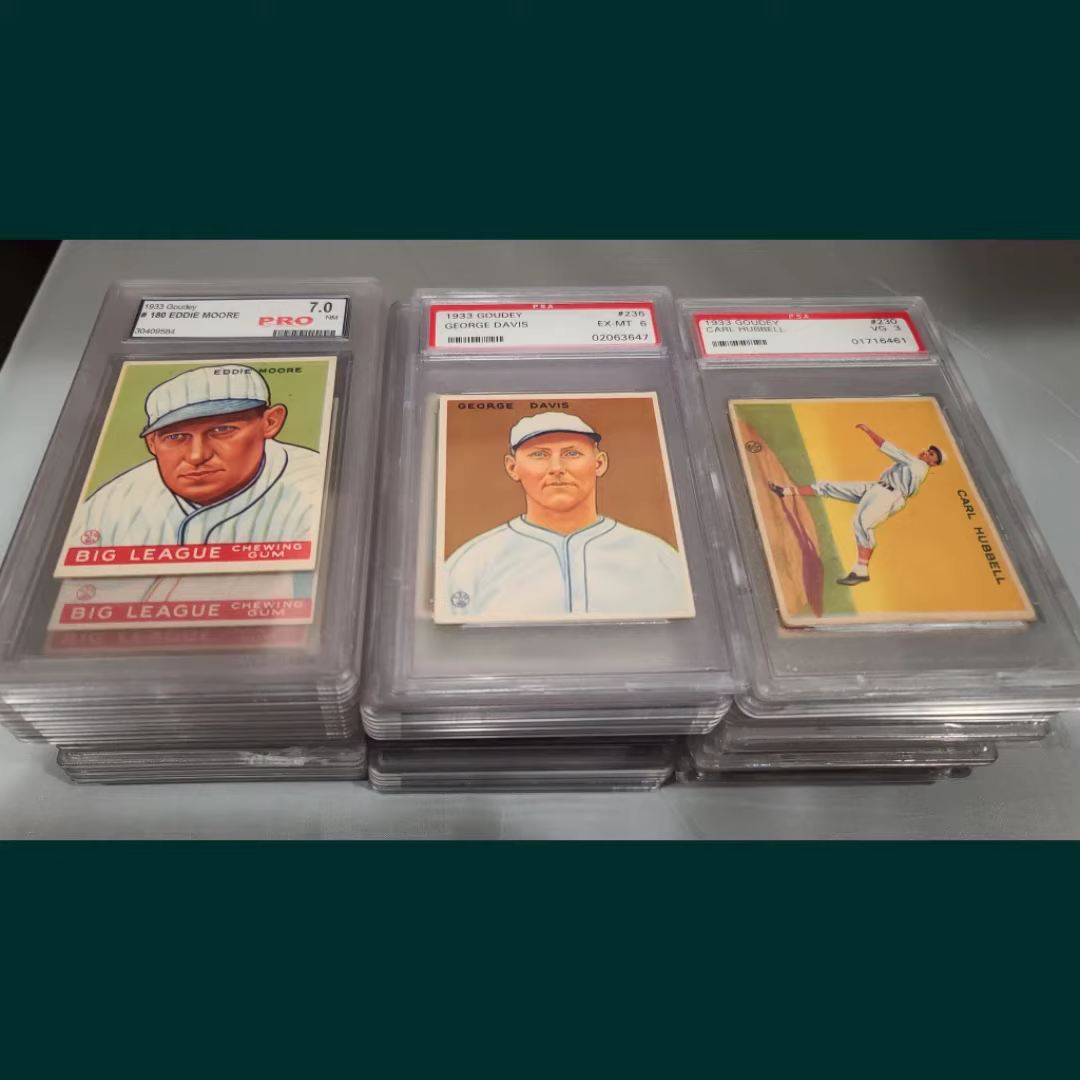 1933 Goudey
# 180 EDDIE MOORE
7.0
NM
PRO
30409584
EDDIE MOORE
BIG LEAGUE CHEWING GUM
BIG LEAGUE CHEWING GUM
PSA
1933 GOUDEY #236
GEORGE DAVIS EX-MT 6
02063647
GEORGE DAVIS
PSA
1933 GOUDEY #230
CARL HUBBELL VG 3
01716461
CARL HUBBELL